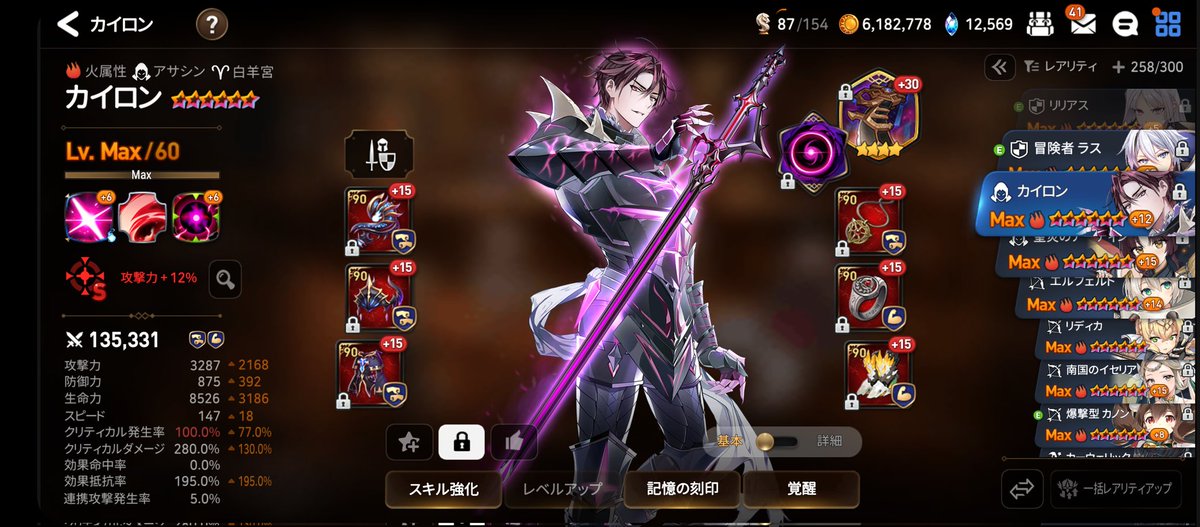 カイロン
?
87/154
6,182,778
12,569
41
火属性 アサシン 白羊宮
カイロン
Lv. Max/60
Max
+6
+6
S
攻撃力+12%
135,331
攻撃力 3287 2168
防御力 875 392
生命力 8526 3186
スピード 147 18
クリティカル発生率 100.0% 77.0%
クリティカルダメージ 280.0% 130.0%
効果命中率 0.0%
効果抵抗率 195.0% 195.0%
連携攻撃発生率 5.0%
90 +15
90 +15
90 +15
+30
90 +15
90 +15
90 +15
基本 詳細
スキル強化
レベルアップ
記憶の刻印
覚醒
レアリティ
258/300
E リリアス
Max +15
E 冒険者 ラス
カイロン
Max +12
Max +15
エルフェルト
Max +14
リディカ
Max
南国のイセリア
Max +15
E 爆撃型 カノン
Max +8
一括レアリティアップ